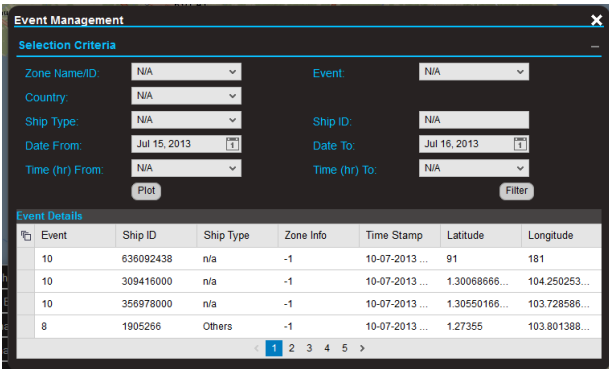 Event Management
Selection Criteria
Zone Name/ID: N/A Event: N/A
Country: N/A
Ship Type: N/A Ship ID: N/A
Date From: Jul 15, 2013 Date To: Jul 16, 2013
Time (hr) From: N/A Time (hr) To: N/A
Plot Filter
Event Details
Event Ship ID Ship Type Zone Info Time Stamp Latitude Longitude
10 636092438 n/a -1 10-07-2013 ... 91 181
10 309416000 n/a -1 10-07-2013 ... 1.30068666... 104.250253...
10 356978000 n/a -1 10-07-2013 ... 1.30550166... 103.728586...
8 1905266 Others -1 10-07-2013 ... 1.27355 103.801388...
< 1 2 3 4 5 >